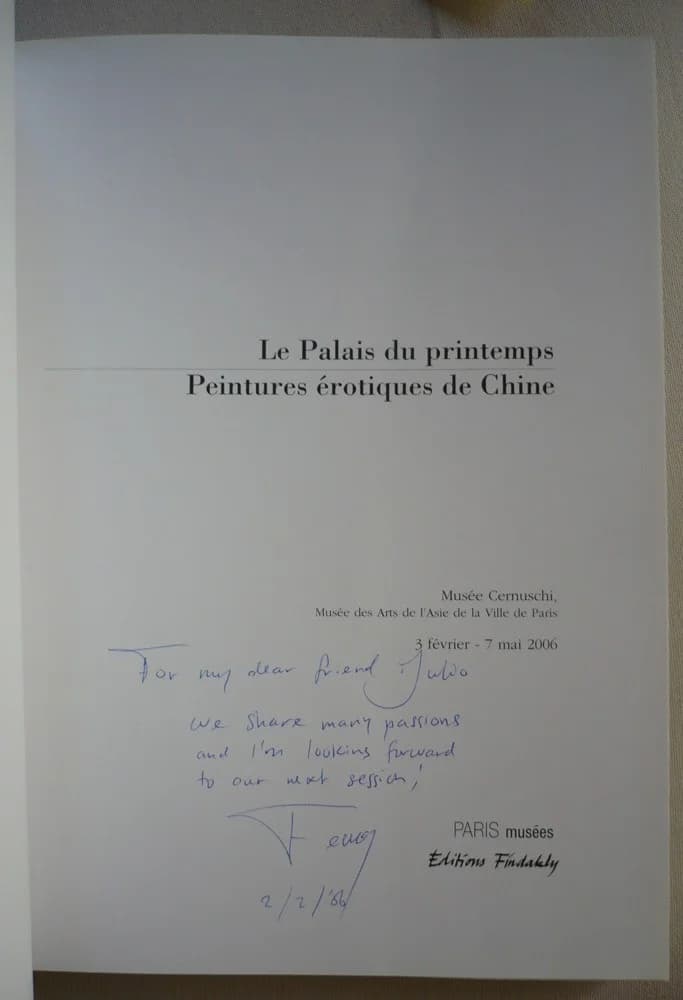 Le Palais du printemps
Peintures érotiques de Chine
Musée Cernuschi,
Musée des Arts de l'Asie de la Ville de Paris
3 février - 7 mai 2006
For my dear friend Julio
we share many passions
and I'm looking forward
to our next session!
2/2/06
PARIS musées
Editions Findakly